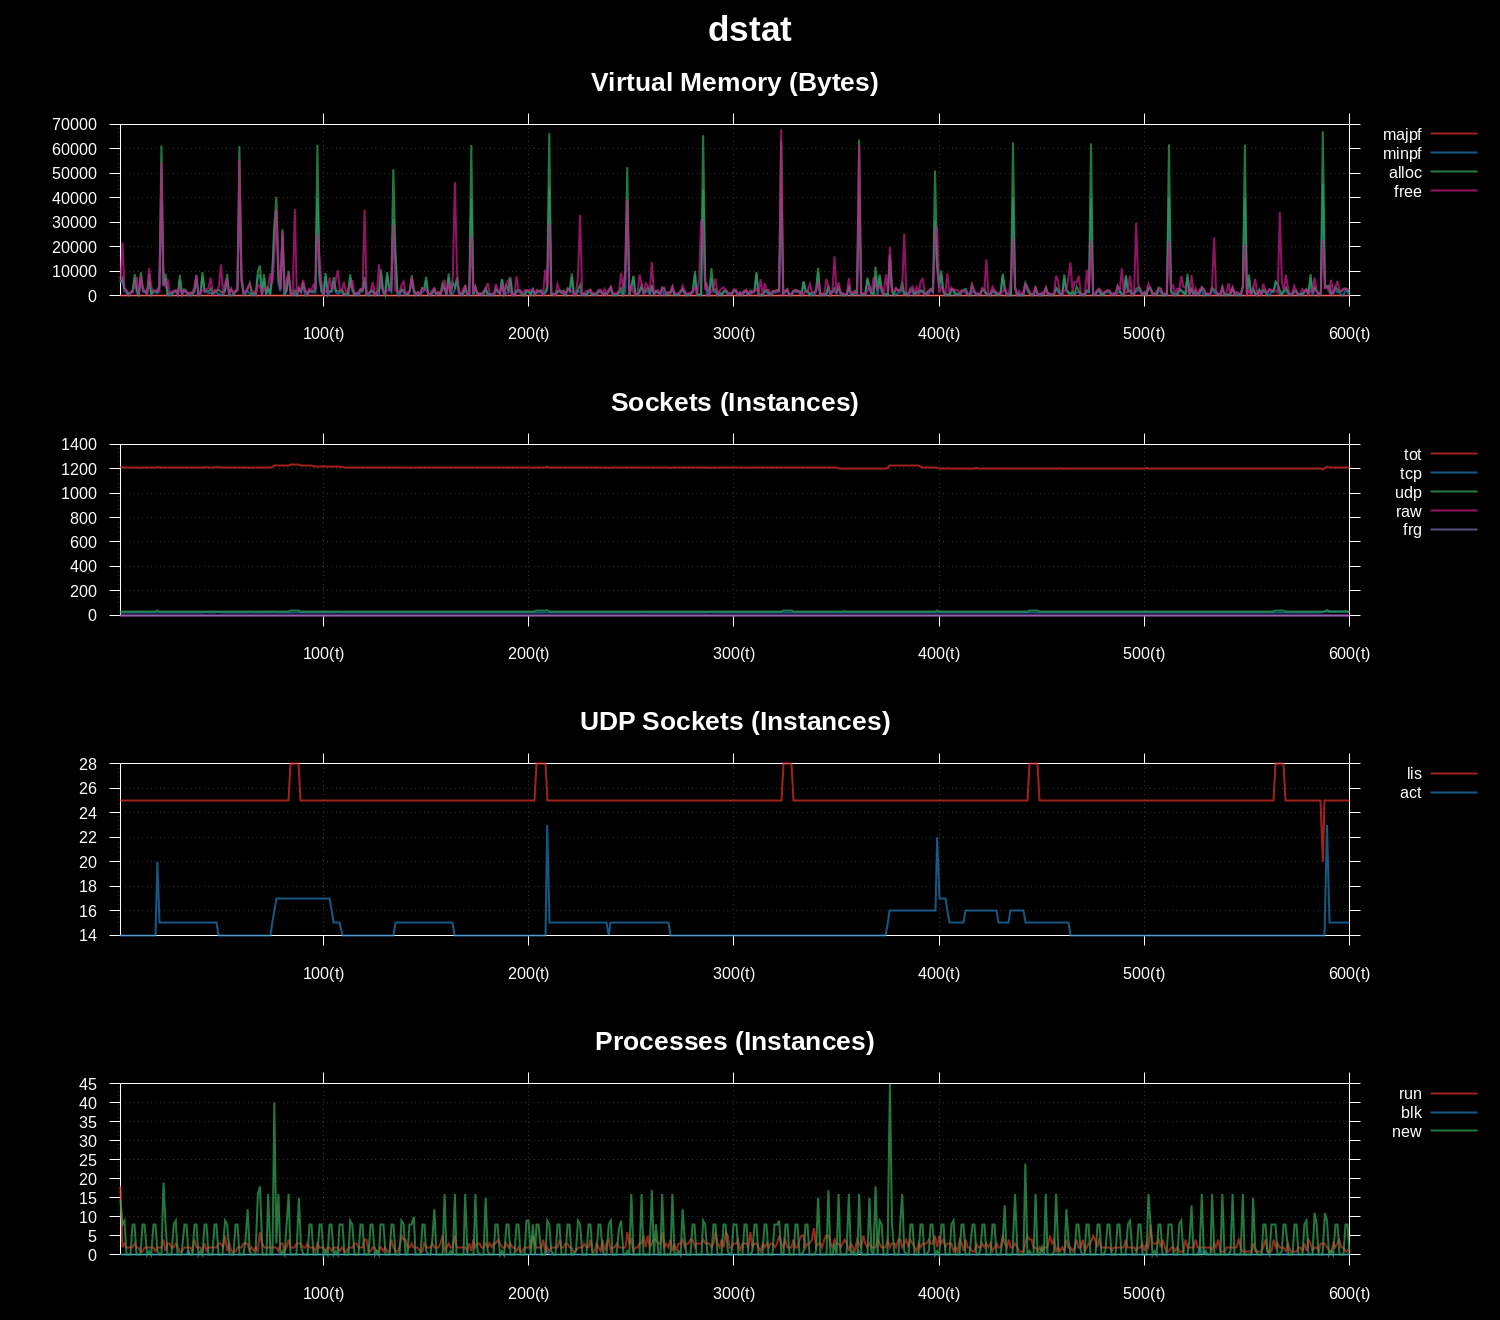 dstat
Virtual Memory (Bytes)
70000
60000
50000
40000
30000
20000
10000
0
100(t) 200(t) 300(t) 400(t) 500(t) 600(t)
majpf
minpf
alloc
free
Sockets (Instances)
1400
1200
1000
800
600
400
200
0
100(t) 200(t) 300(t) 400(t) 500(t) 600(t)
tot
tcp
udp
raw
frg
UDP Sockets (Instances)
28
26
24
22
20
18
16
14
100(t) 200(t) 300(t) 400(t) 500(t) 600(t)
lis
act
Processes (Instances)
45
40
35
30
25
20
15
10
5
0
100(t) 200(t) 300(t) 400(t) 500(t) 600(t)
run
blk
new